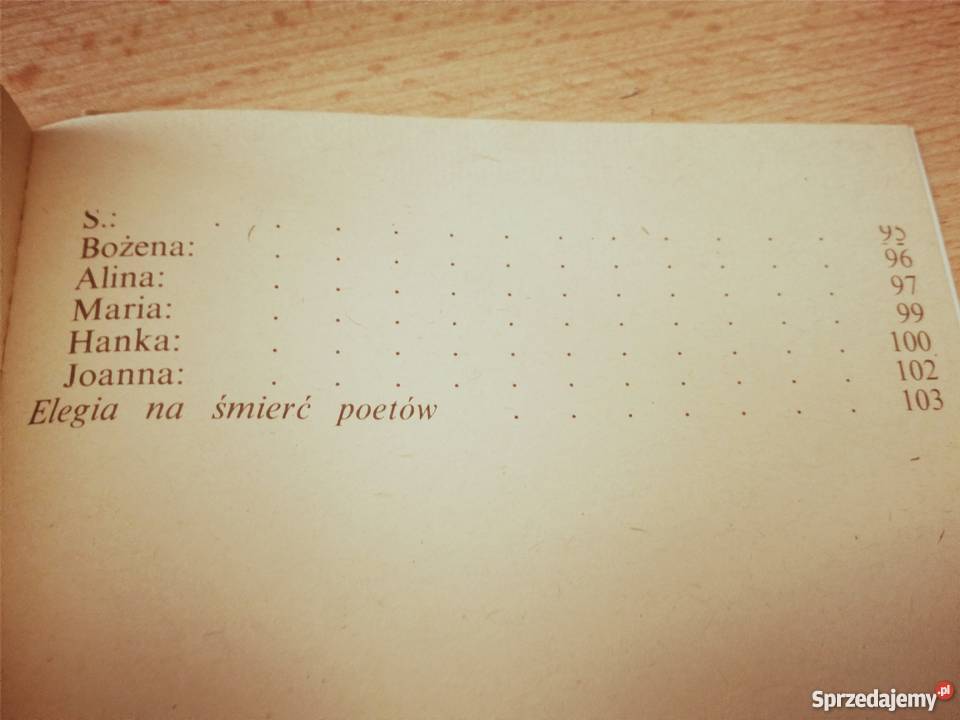 S.: . . . . . . . . . . . 95
Bożena: . . . . . . . . . . 96
Alina: . . . . . . . . . . 97
Maria: . . . . . . . . . . 99
Hanka: . . . . . . . . . . 100
Joanna: . . . . . . . . . . 102
Elegia na śmierć poetów . . . . . . . 103
Sprzedajemy.pl